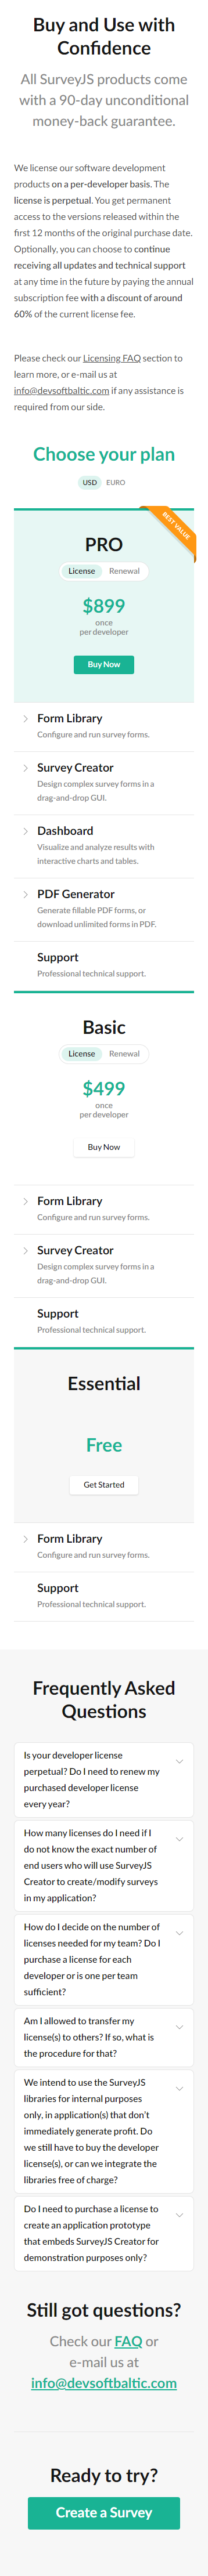 Buy and Use with
Confidence
All SurveyJS products come
with a 90-day unconditional
money-back guarantee.
We license our software development
products on a per-developer basis. The
license is perpetual. You get permanent
access to the versions released within the
first 12 months of the original purchase date.
Optionally, you can choose to continue
receiving all updates and technical support
at any time in the future by paying the annual
subscription fee with a discount of around
60% of the current license fee.
Please check our Licensing FAQ section to
learn more, or e-mail us at
info@devsoftbaltic.com if any assistance is
required from our side.
Choose your plan
USD EURO
BEST VALUE
PRO
License Renewal
$899
once
per developer
Buy Now
Form Library
Configure and run survey forms.
Survey Creator
Design complex survey forms in a
drag-and-drop GUI.
Dashboard
Visualize and analyze results with
interactive charts and tables.
PDF Generator
Generate fillable PDF forms, or
download unlimited forms in PDF.
Support
Professional technical support.
Basic
License Renewal
$499
once
per developer
Buy Now
Form Library
Configure and run survey forms.
Survey Creator
Design complex survey forms in a
drag-and-drop GUI.
Support
Professional technical support.
Essential
Free
Get Started
Form Library
Configure and run survey forms.
Support
Professional technical support.
Frequently Asked
Questions
Is your developer license
perpetual? Do I need to renew my
purchased developer license
every year?
How many licenses do I need if I
do not know the exact number of
end users who will use SurveyJS
Creator to create/modify surveys
in my application?
How do I decide on the number of
licenses needed for my team? Do I
purchase a license for each
developer or is one per team
sufficient?
Am I allowed to transfer my
license(s) to others? If so, what is
the procedure for that?
We intend to use the SurveyJS
libraries for internal purposes
only, in application(s) that don't
immediately generate profit. Do
we still have to buy the developer
license(s), or can we integrate the
libraries free of charge?
Do I need to purchase a license to
create an application prototype
that embeds SurveyJS Creator for
demonstration purposes only?
Still got questions?
Check our FAQ or
e-mail us at
info@devsoftbaltic.com
Ready to try?
Create a Survey